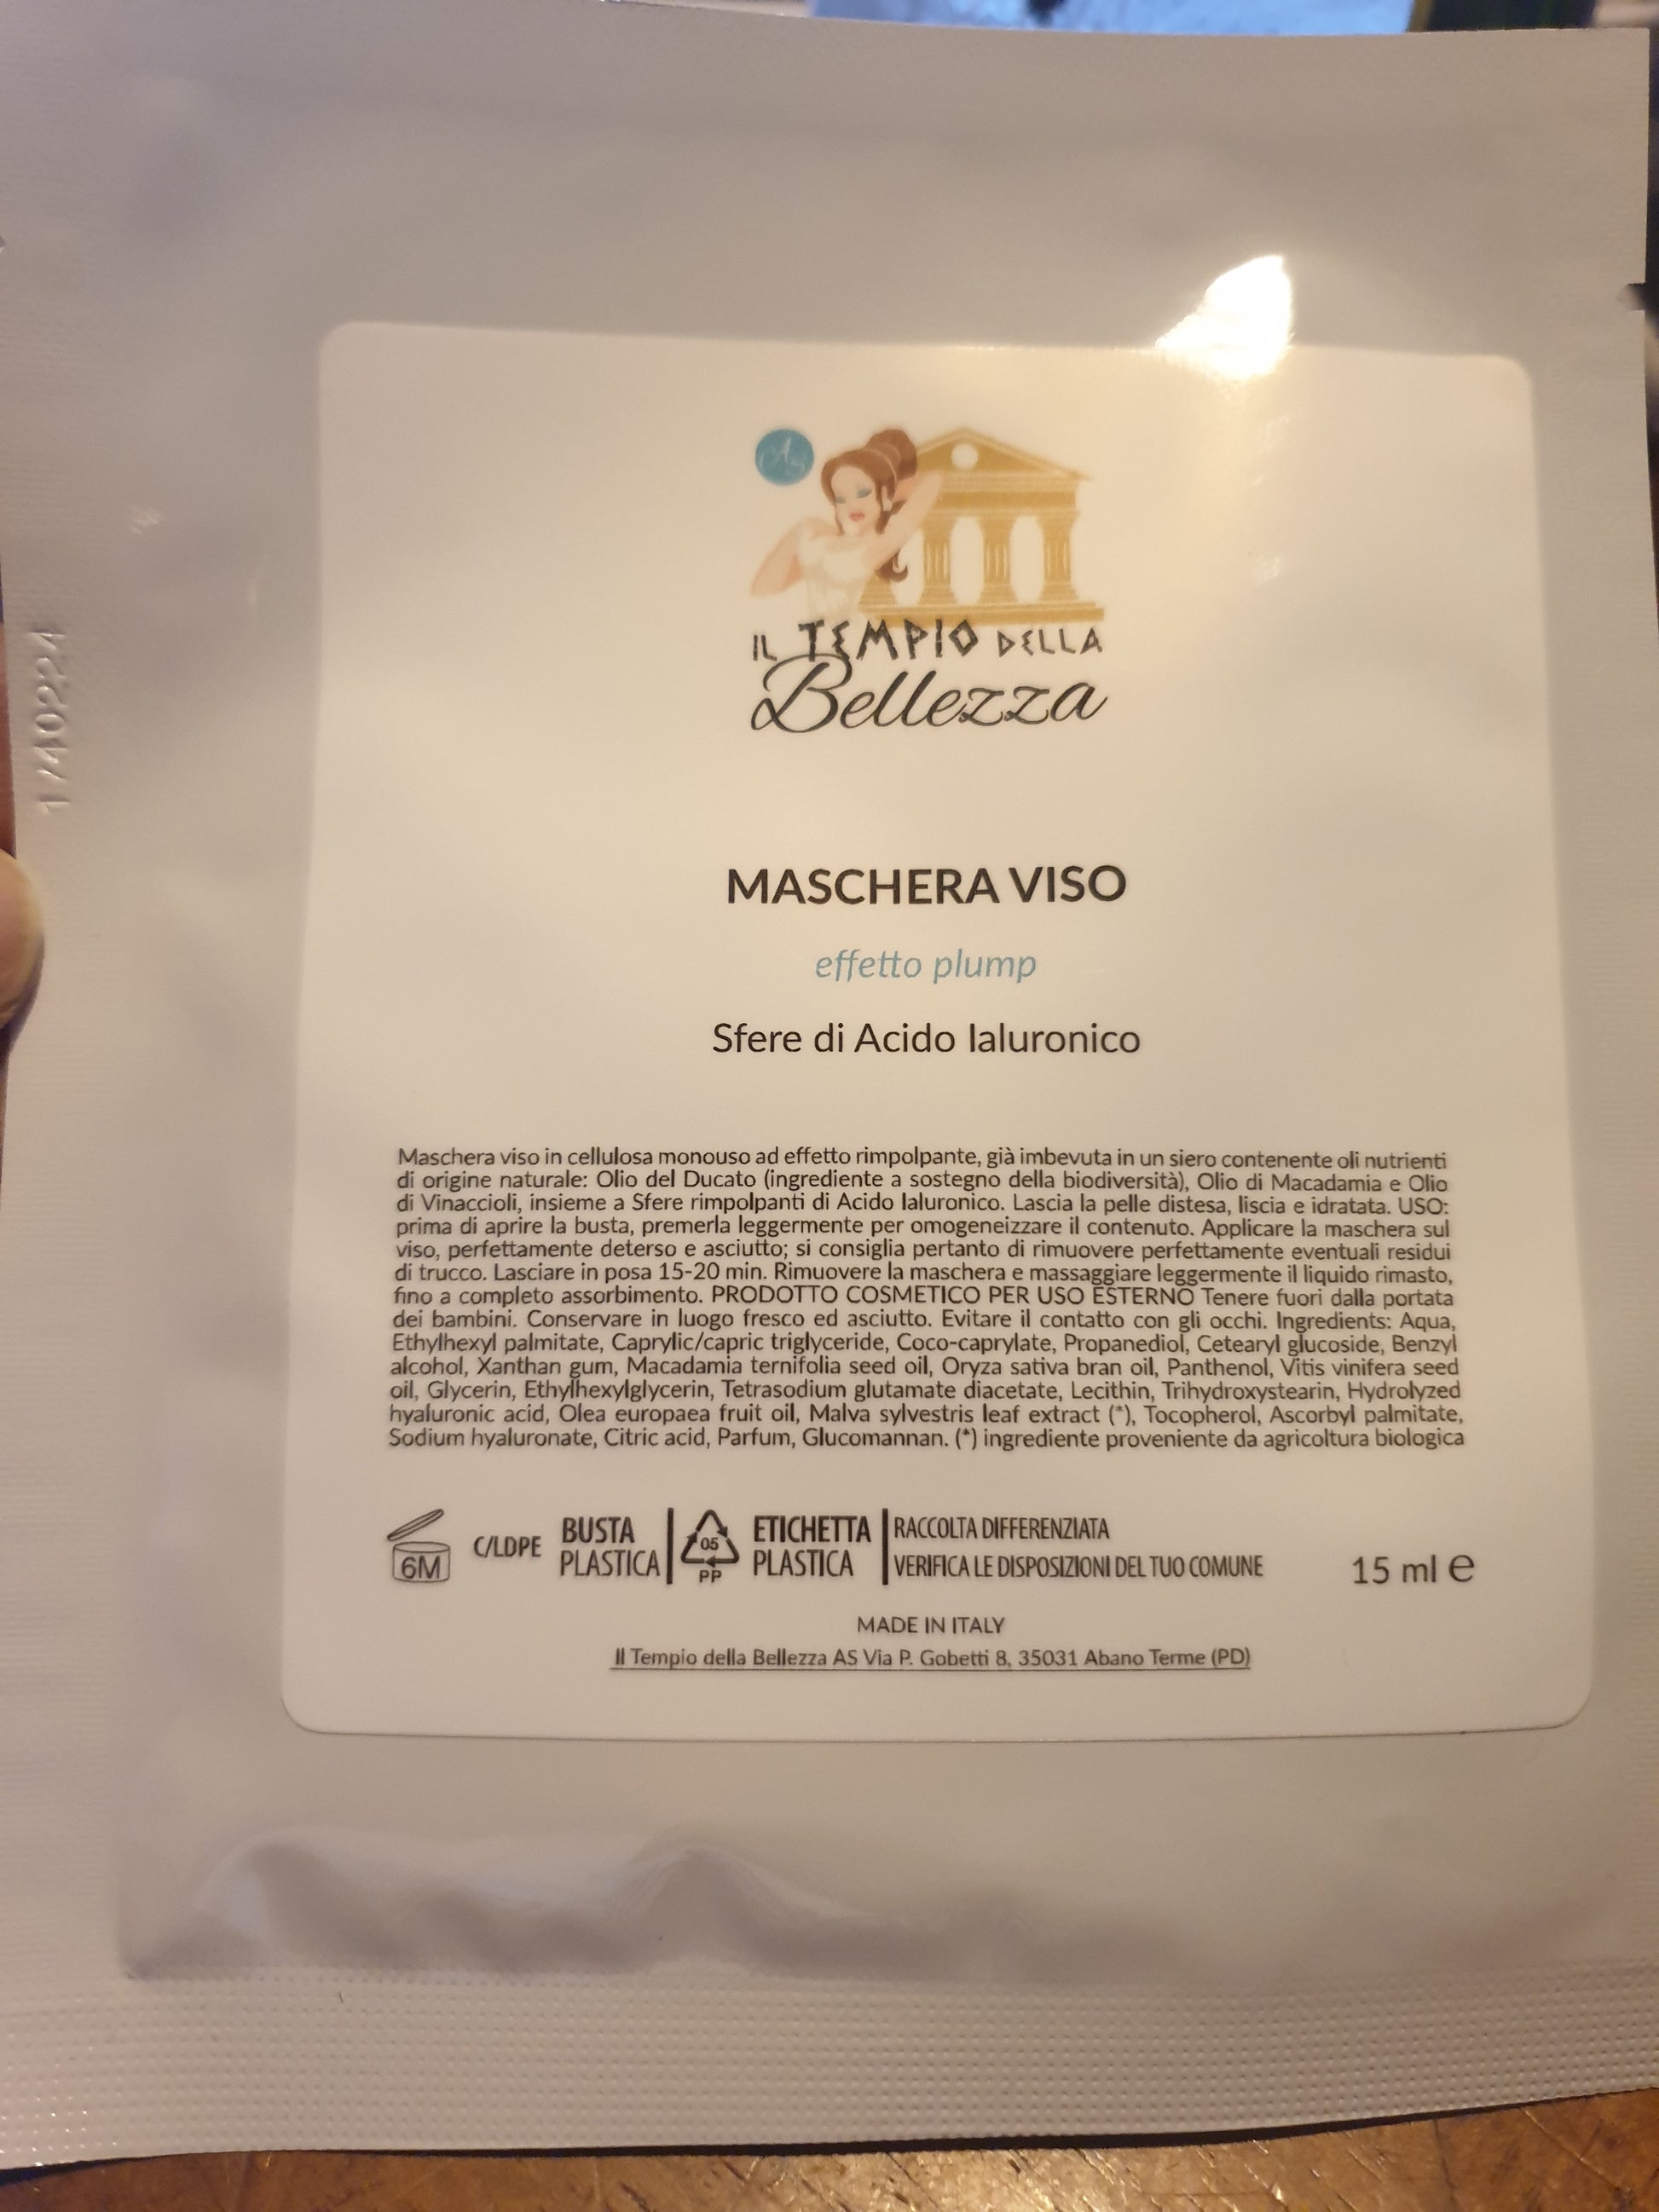 IL TEMPIO DELLA
Bellezza
MASCHERA VISO
effetto plump
Sfere di Acido Ialuronico
Maschera viso in cellulosa monouso ad effetto rimpolpante, già imbevuta in un siero contenente oli nutrienti
di origine naturale: Olio del Ducato (ingrediente a sostegno della biodiversità), Olio di Macadamia e Olio
di Vinaccioli, insieme a Sfere rimpolpanti di Acido Ialuronico. Lascia la pelle distesa, liscia e idratata. USO:
prima di aprire la busta, premerla leggermente per omogeneizzare il contenuto. Applicare la maschera sul
viso, perfettamente deterso e asciutto; si consiglia pertanto di rimuovere perfettamente eventuali residui
di trucco. Lasciare in posa 15-20 min. Rimuovere la maschera e massaggiare leggermente il liquido rimasto,
fino a completo assorbimento. PRODOTTO COSMETICO PER USO ESTERNO Tenere fuori dalla portata
dei bambini. Conservare in luogo fresco ed asciutto. Evitare il contatto con gli occhi. Ingredients: Aqua,
Ethylhexyl palmitate, Caprylic/capric triglyceride, Coco-caprylate, Propanediol, Cetearyl glucoside, Benzyl
alcohol, Xanthan gum, Macadamia ternifolia seed oil, Oryza sativa bran oil, Panthenol, Vitis vinifera seed
oil, Glycerin, Ethylhexylglycerin, Tetrasodium glutamate diacetate, Lecithin, Trihydroxystearin, Hydrolyzed
hyaluronic acid, Olea europaea fruit oil, Malva sylvestris leaf extract (*), Tocopherol, Ascorbyl palmitate,
Sodium hyaluronate, Citric acid, Parfum, Glucomannan. (*) ingrediente proveniente da agricoltura biologica
6M C/LDPE BUSTA PLASTICA
05 PP ETICHETTA PLASTICA
RACCOLTA DIFFERENZIATA
VERIFICA LE DISPOSIZIONI DEL TUO COMUNE
15 ml e
MADE IN ITALY
Il Tempio della Bellezza AS Via P. Gobetti 8, 35031 Abano Terme (PD)